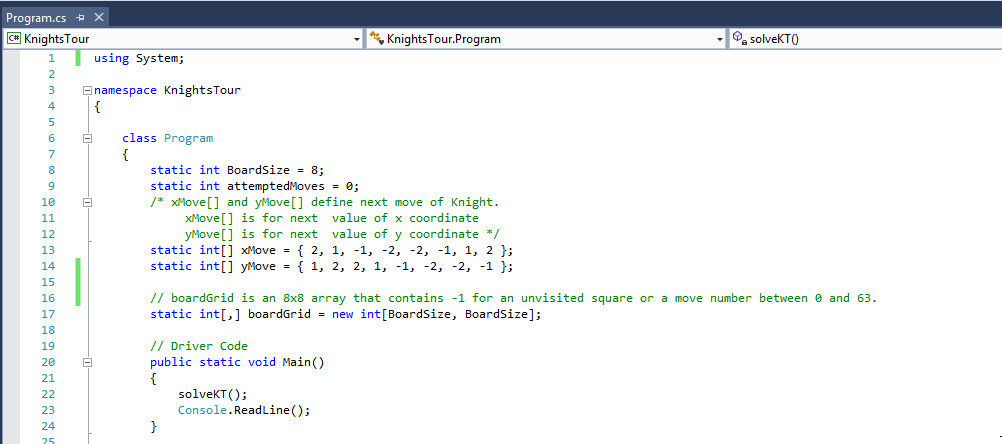 Program.cs
C# KnightsTour KnightsTour.Program solveKT()
1 using System;
2
3 namespace KnightsTour
4 {
5
6 class Program
7 {
8 static int BoardSize = 8;
9 static int attemptedMoves = 0;
10 /* xMove[] and yMove[] define next move of Knight.
11 xMove[] is for next  value of x coordinate
12 yMove[] is for next  value of y coordinate */
13 static int[] xMove = { 2, 1, -1, -2, -2, -1, 1, 2 };
14 static int[] yMove = { 1, 2, 2, 1, -1, -2, -2, -1 };
15
16 // boardGrid is an 8x8 array that contains -1 for an unvisited square or a move number between 0 and 63.
17 static int[,] boardGrid = new int[BoardSize, BoardSize];
18
19 // Driver Code
20 public static void Main()
21 {
22 solveKT();
23 Console.ReadLine();
24 }
25